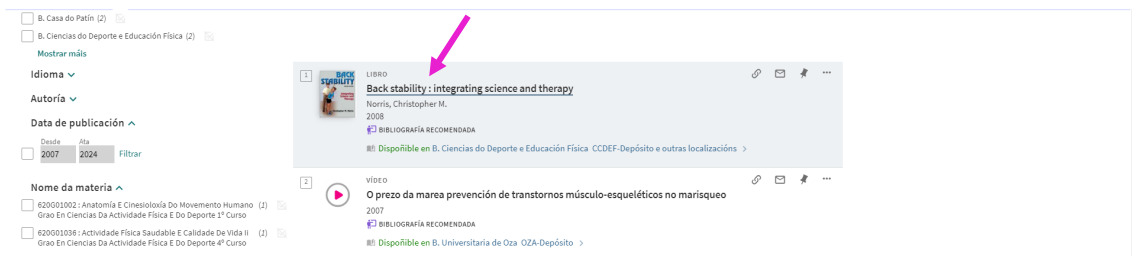 B. Casa do Patín (2)
B. Ciencias do Deporte e Educación Física (2)
Mostrar máis
Idioma
Autoría
Data de publicación
Desde Ata
2007 2024 Filtrar
Nome da materia
620G01002 : Anatomía E Cinesioloxía Do Movemento Humano (1)
Grao En Ciencias Da Actividade Física E Do Deporte 1º Curso
620G01036 : Actividade Física Saudable E Calidade De Vida Ii (1)
Grao En Ciencias Da Actividade Física E Do Deporte 4º Curso
1
BACK
STABILITY
LIBRO
Back stability : integrating science and therapy
Norris, Christopher M.
2008
BIBLIOGRAFÍA RECOMENDADA
Dispoñible en B. Ciencias do Deporte e Educación Física CCDEF-Depósito e outras localizacións >
2
VÍDEO
O prezo da marea prevención de transtornos músculo-esqueléticos no marisqueo
2007
BIBLIOGRAFÍA RECOMENDADA
Dispoñible en B. Universitaria de Oza OZA-Depósito >